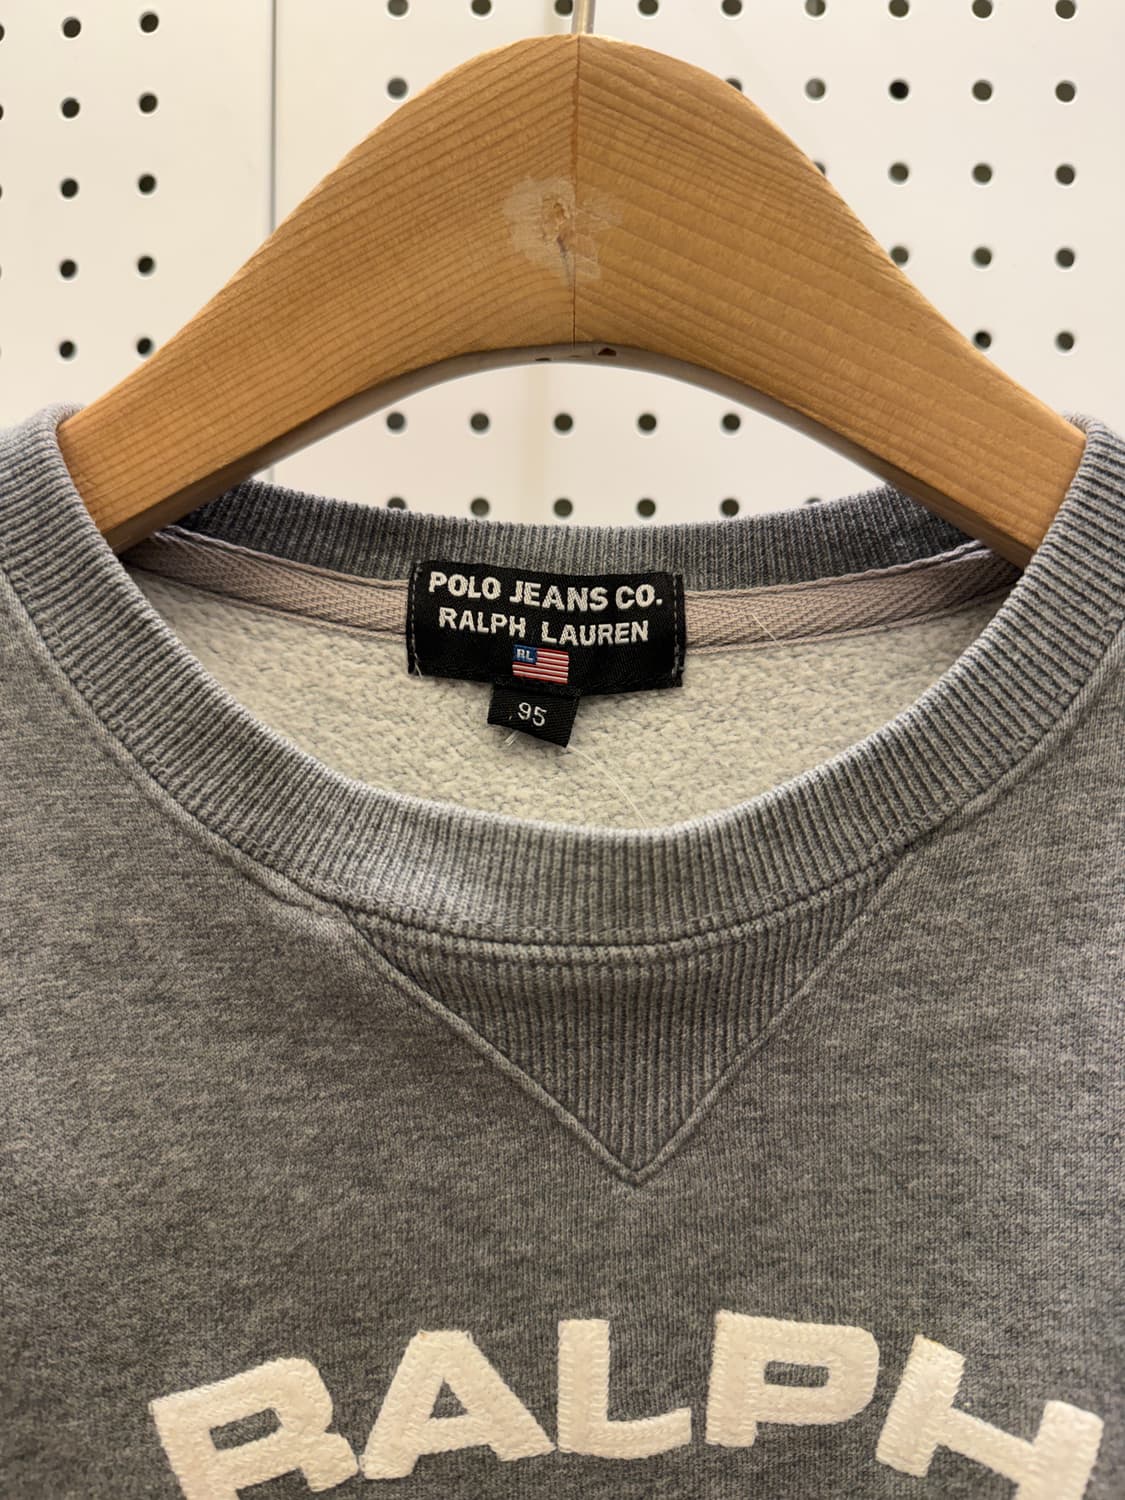 POLO JEANS CO.
RALPH LAUREN
RL
95
RALPH